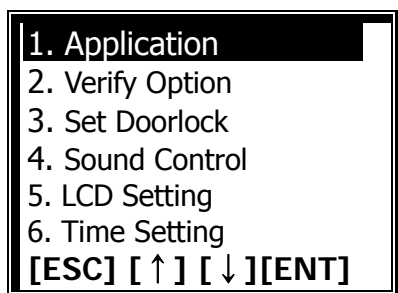 1. Application
2. Verify Option
3. Set Doorlock
4. Sound Control
5. LCD Setting
6. Time Setting
[ESC] [↑] [↓][ENT]